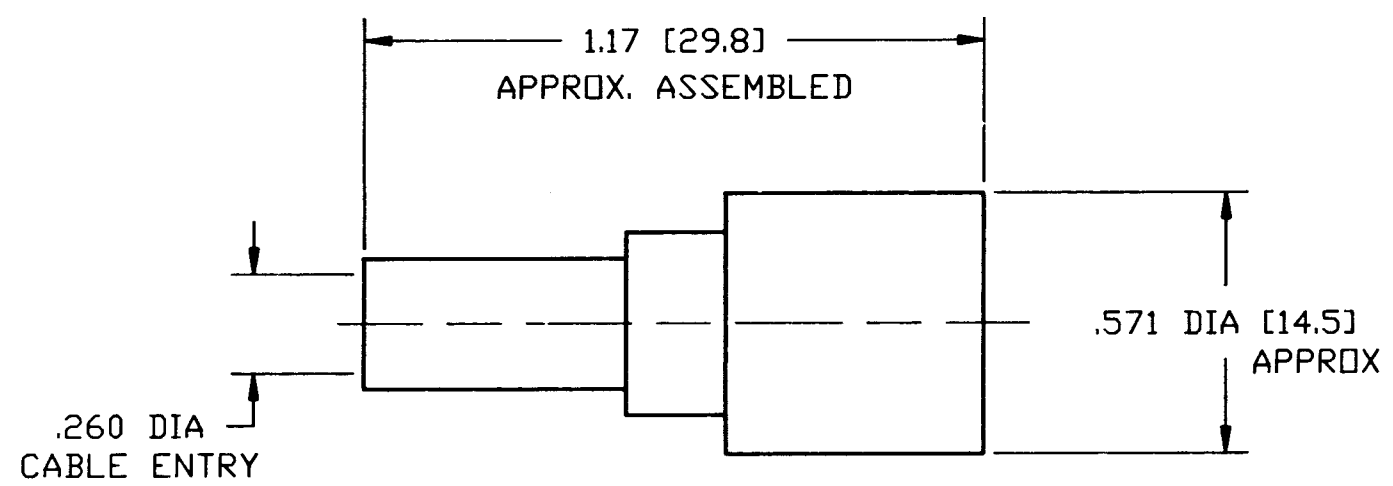 1.17 [29.8]
APPROX. ASSEMBLED
.571 DIA [14.5]
APPROX
.260 DIA
CABLE ENTRY